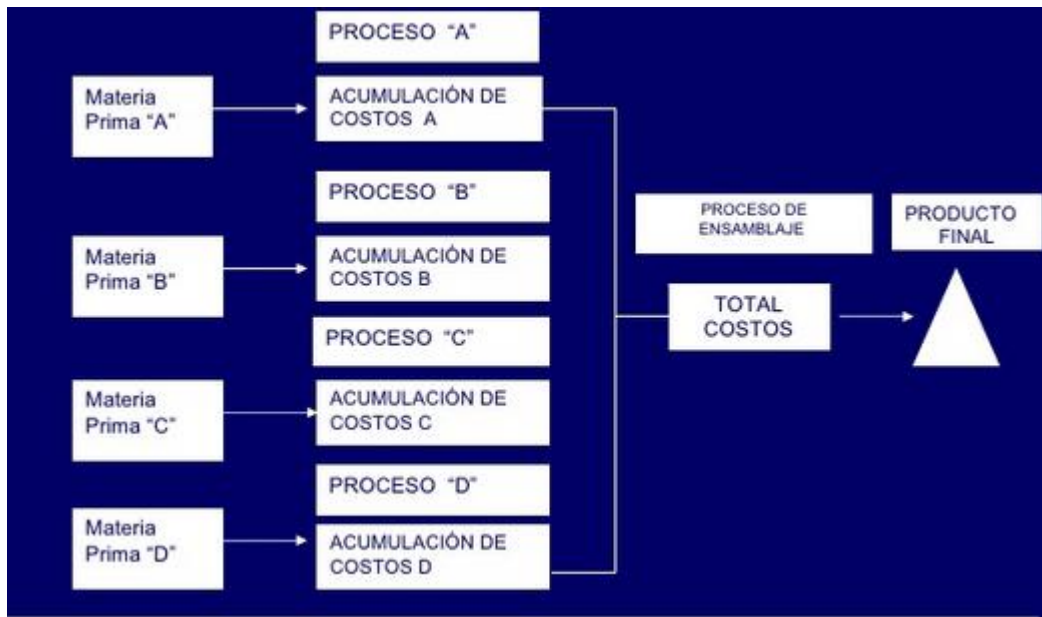 PROCESO "A"
Materia
Prima "A"
ACUMULACIÓN DE
COSTOS A
PROCESO "B"
Materia
Prima "B"
ACUMULACIÓN DE
COSTOS B
PROCESO "C"
Materia
Prima "C"
ACUMULACIÓN DE
COSTOS C
PROCESO "D"
Materia
Prima "D"
ACUMULACIÓN DE
COSTOS D
PROCESO DE
ENSAMBLAJE
TOTAL
COSTOS
PRODUCTO
FINAL